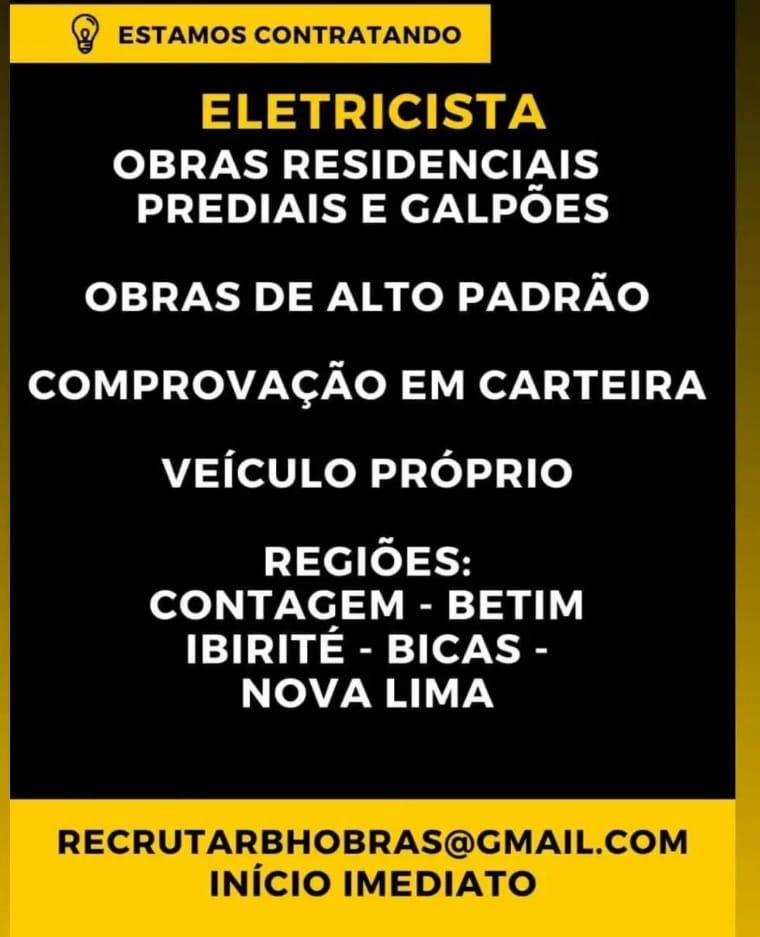 ESTAMOS CONTRATANDO
ELETRICISTA
OBRAS RESIDENCIAIS
PREDIAIS E GALPÕES
OBRAS DE ALTO PADRÃO
COMPROVAÇÃO EM CARTEIRA
VEÍCULO PRÓPRIO
REGIÕES:
CONTAGEM - BETIM
IBIRITÉ - BICAS -
NOVA LIMA
RECRUTARBHOBRAS@GMAIL.COM
INÍCIO IMEDIATO